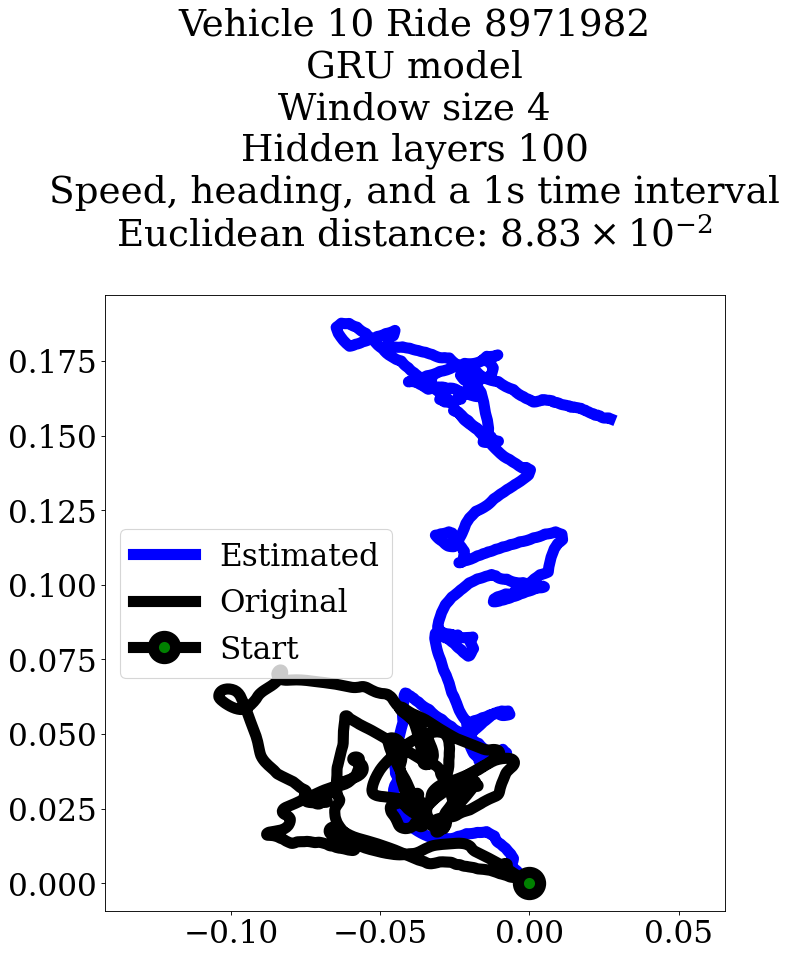 Vehicle 10 Ride 8971982
GRU model
Window size 4
Hidden layers 100
Speed, heading, and a 1s time interval
Euclidean distance: 8.83 × 10⁻²
0.175
0.150
0.125
0.100
0.075
0.050
0.025
0.000
Estimated
Original
Start
−0.10 −0.05 0.00 0.05